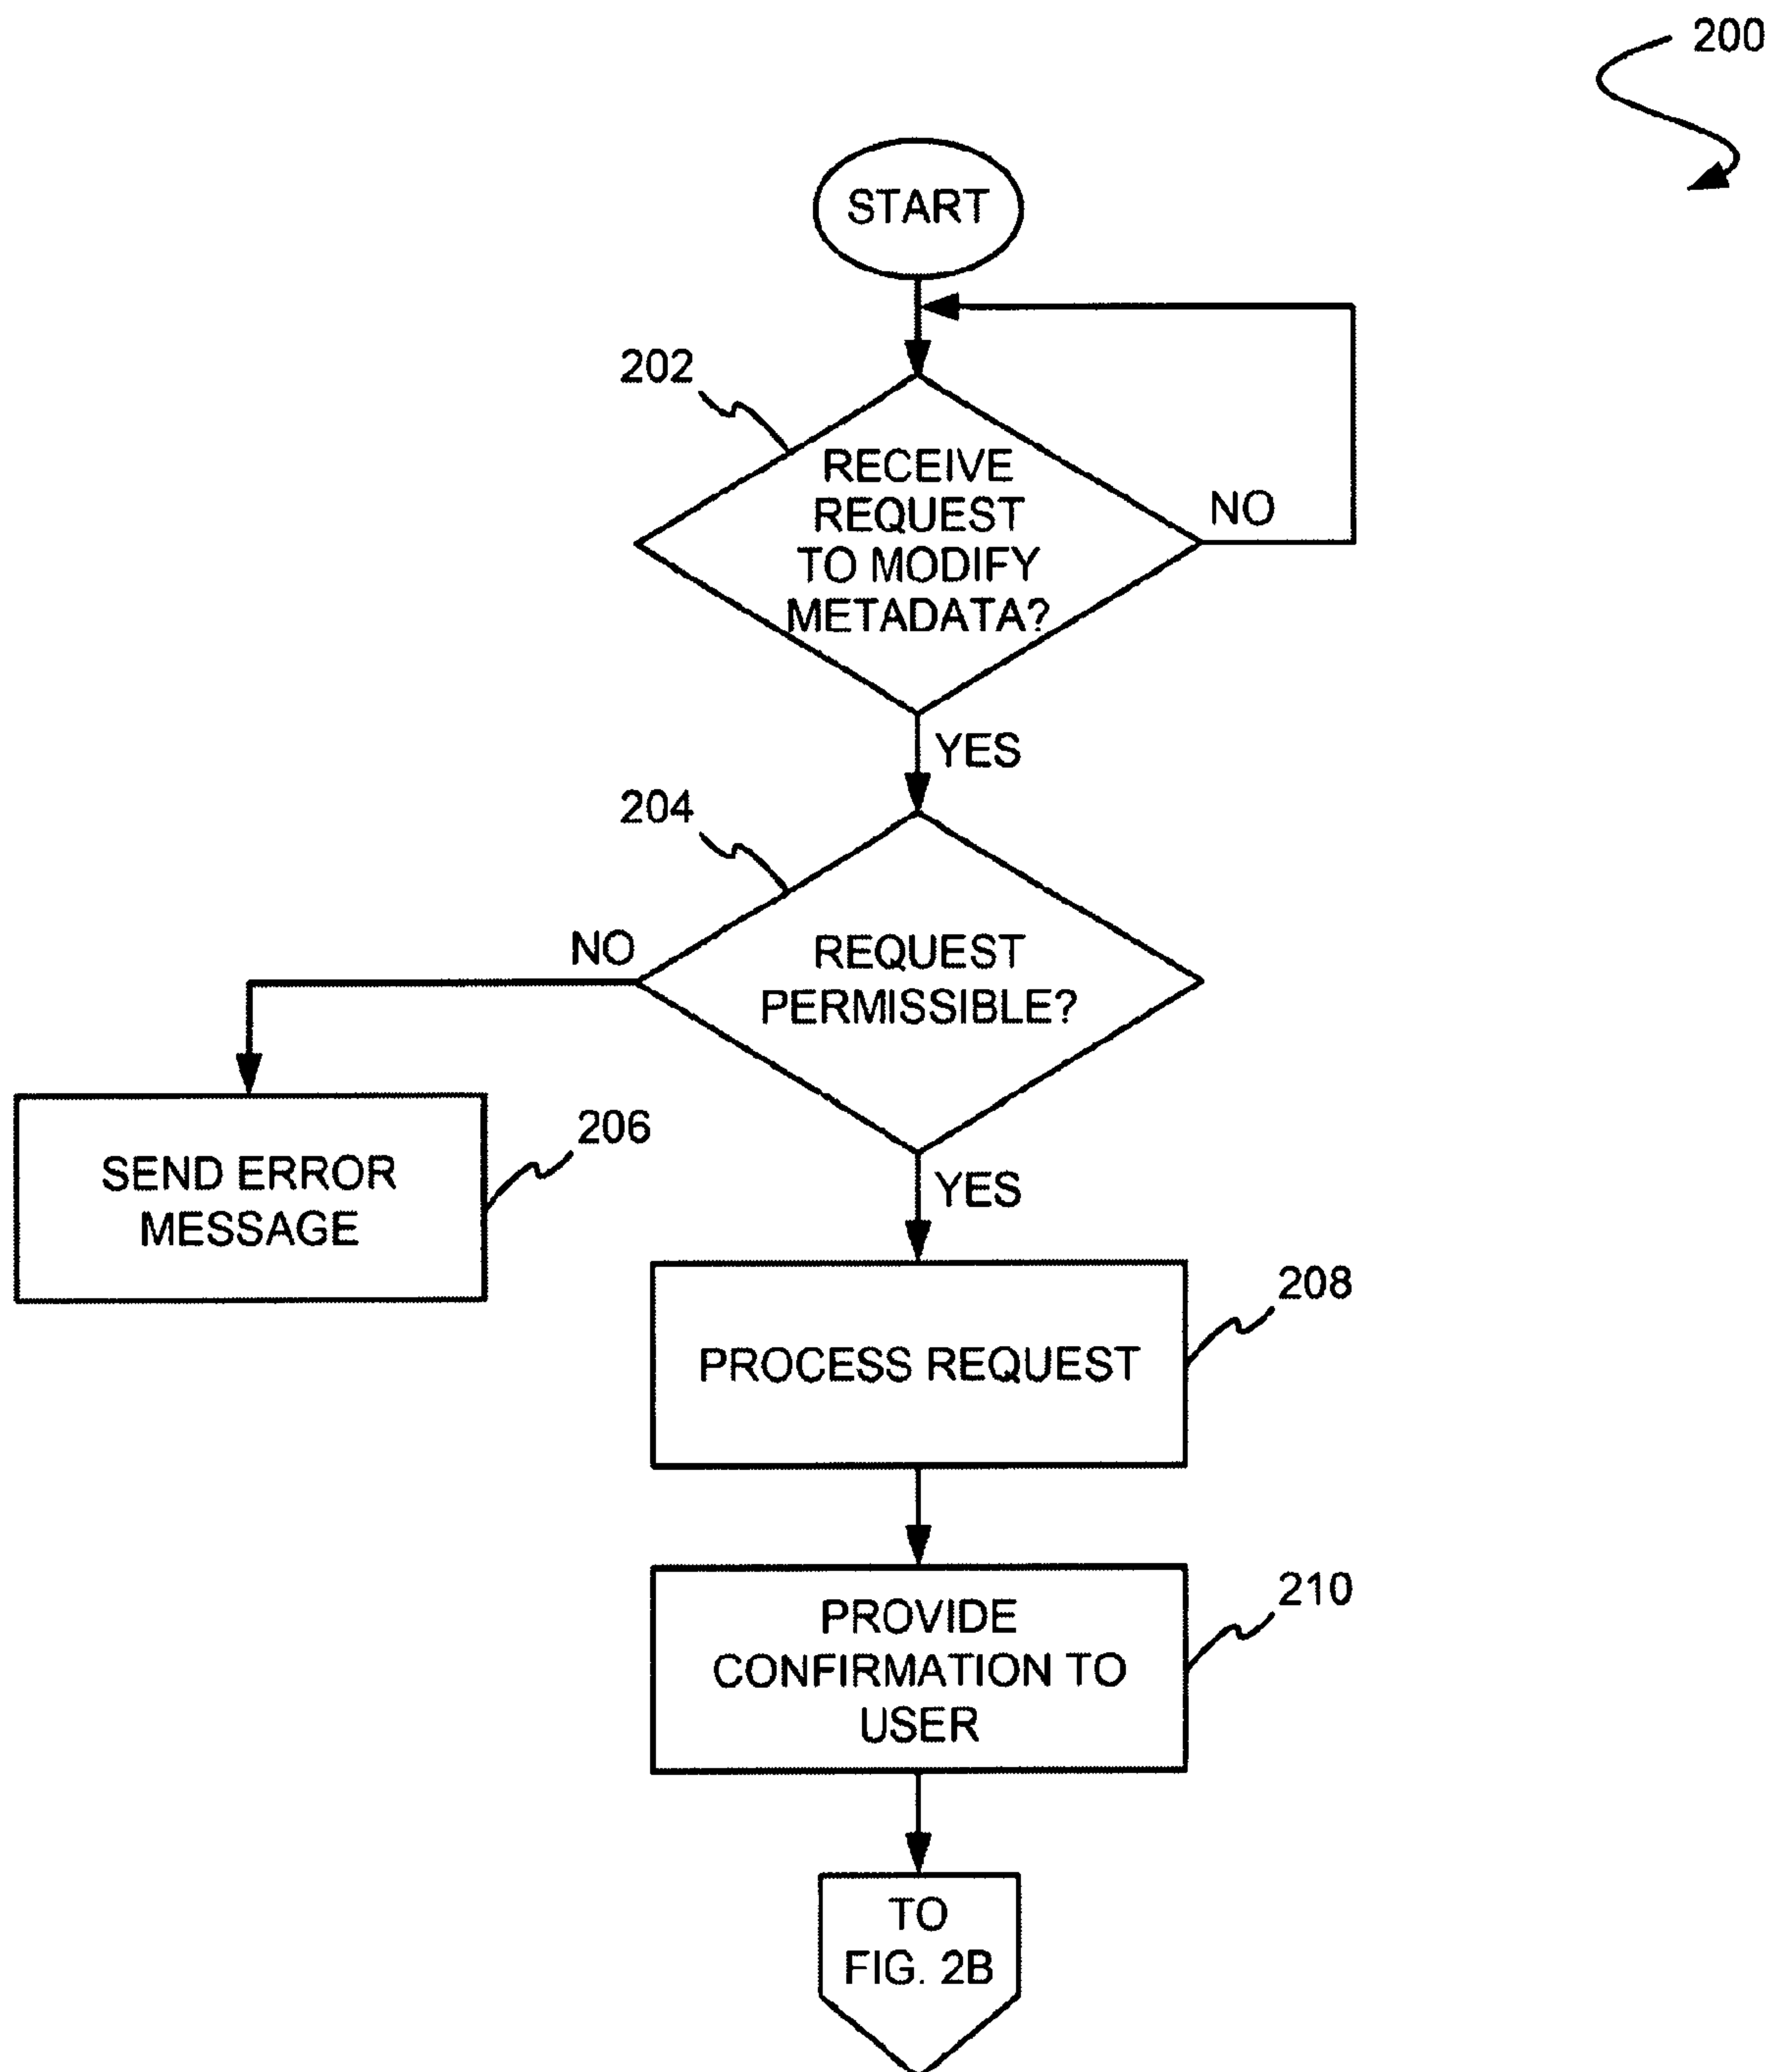 200
START
202
RECEIVE
REQUEST
TO MODIFY
METADATA?
NO
YES
204
NO
REQUEST
PERMISSIBLE?
206
SEND ERROR
MESSAGE
YES
208
PROCESS REQUEST
210
PROVIDE
CONFIRMATION TO
USER
TO
FIG. 2B